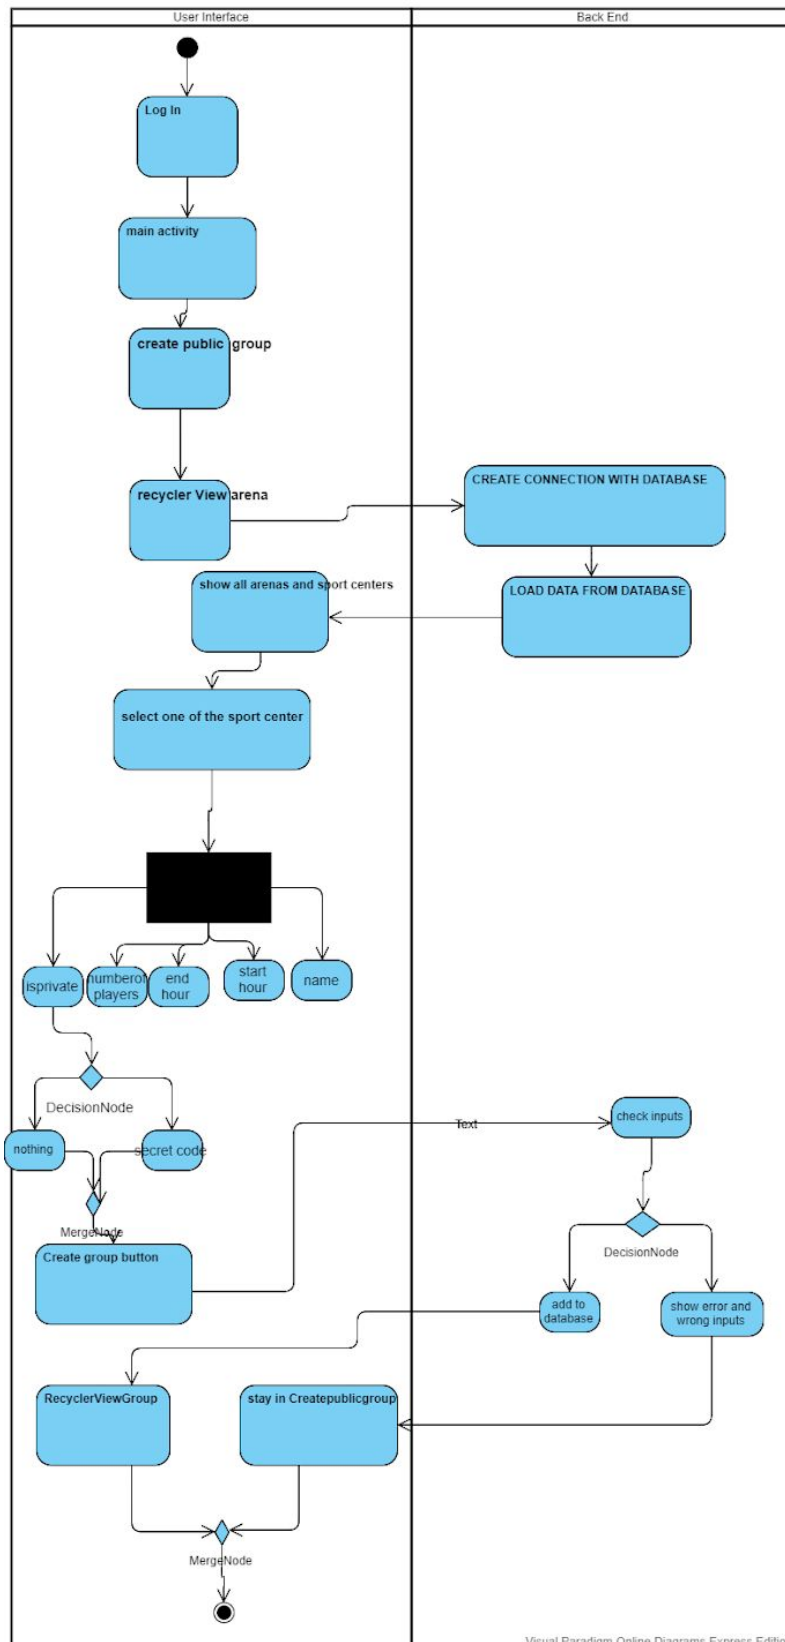 User Interface
Back End
Log In
main activity
create public group
recycler View arena
CREATE CONNECTION WITH DATABASE
show all arenas and sport centers
LOAD DATA FROM DATABASE
select one of the sport center
isprivate
numberof
players
end
hour
start
hour
name
DecisionNode
nothing
secret code
MergeNode
Create group button
Text
check inputs
DecisionNode
add to
database
show error and
wrong inputs
RecyclerViewGroup
stay in Createpublicgroup
MergeNode
Visual Paradigm Online Diagrams Express Editio